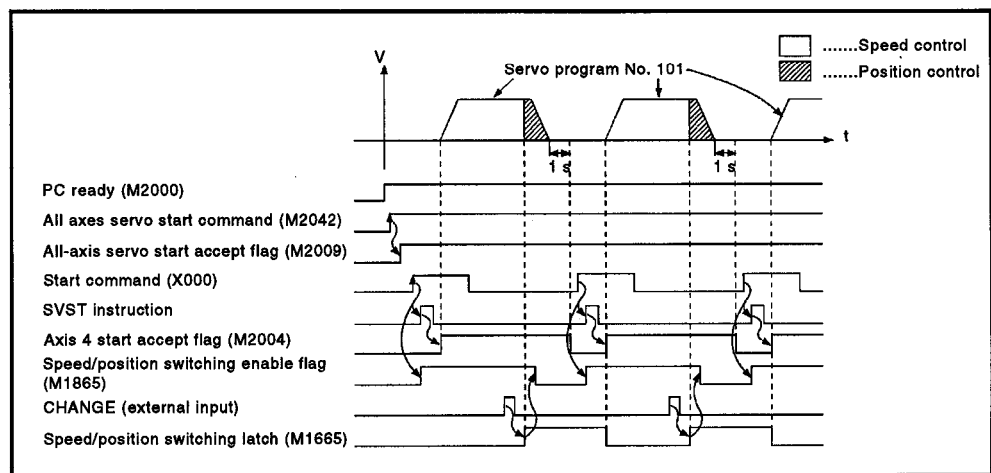 V
Servo program No. 101
.......Speed control
.......Position control
t
1 s
1 s
PC ready (M2000)
All axes servo start command (M2042)
All-axis servo start accept flag (M2009)
Start command (X000)
SVST instruction
Axis 4 start accept flag (M2004)
Speed/position switching enable flag
(M1865)
CHANGE (external input)
Speed/position switching latch (M1665)